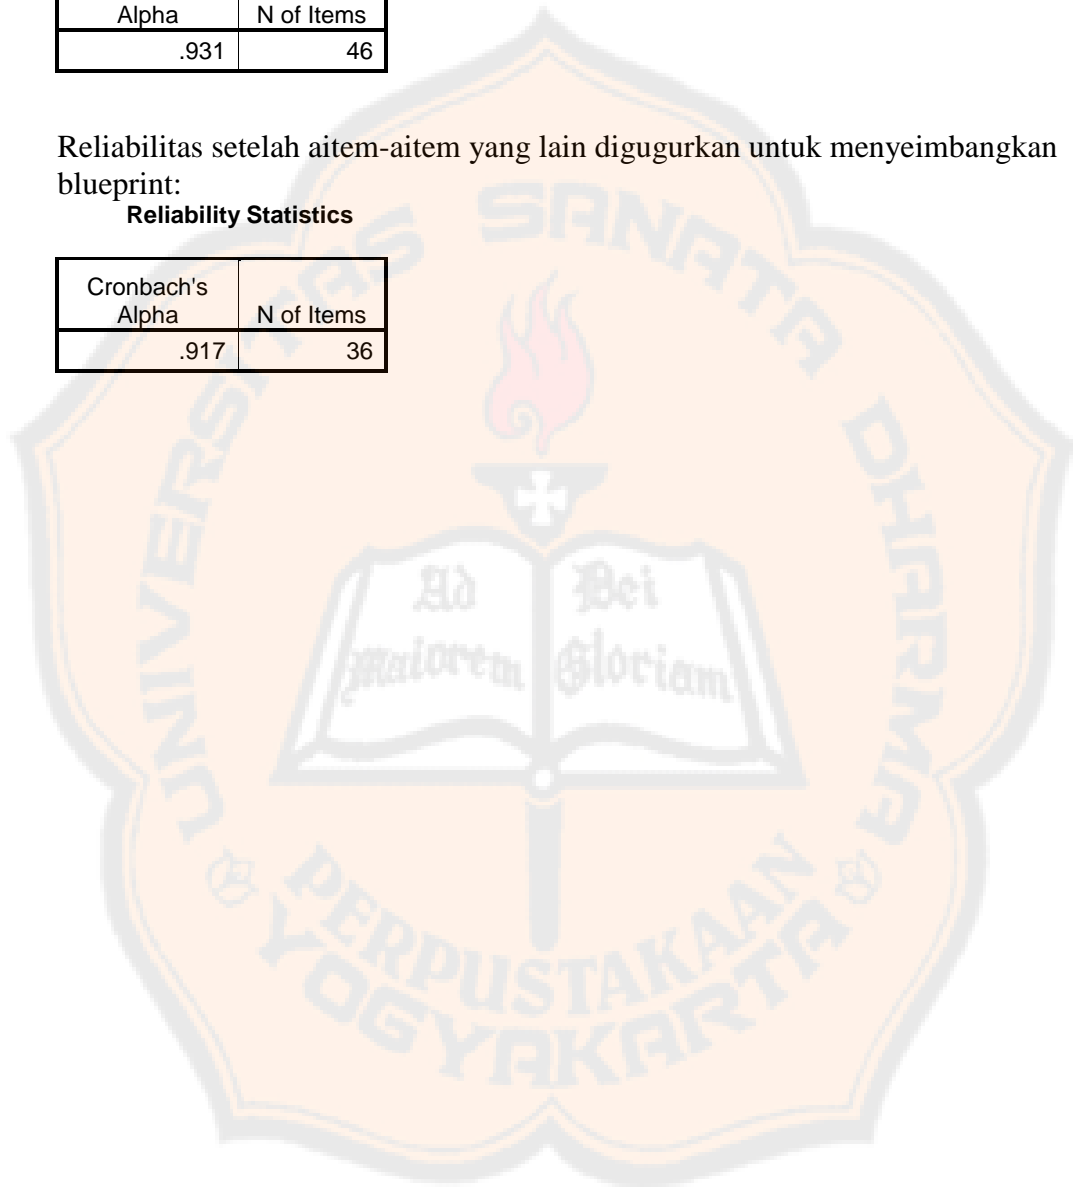 Alpha N of Items
.931 46
Reliabilitas setelah aitem-aitem yang lain digugurkan untuk menyeimbangkan
blueprint:
Reliability Statistics
Cronbach's
Alpha N of Items
.917 36
UNIVERSITAS SANATA DHARMA
Ad Dei
Maiorem Gloriam
PERPUSTAKAAN
YOGYAKARTA